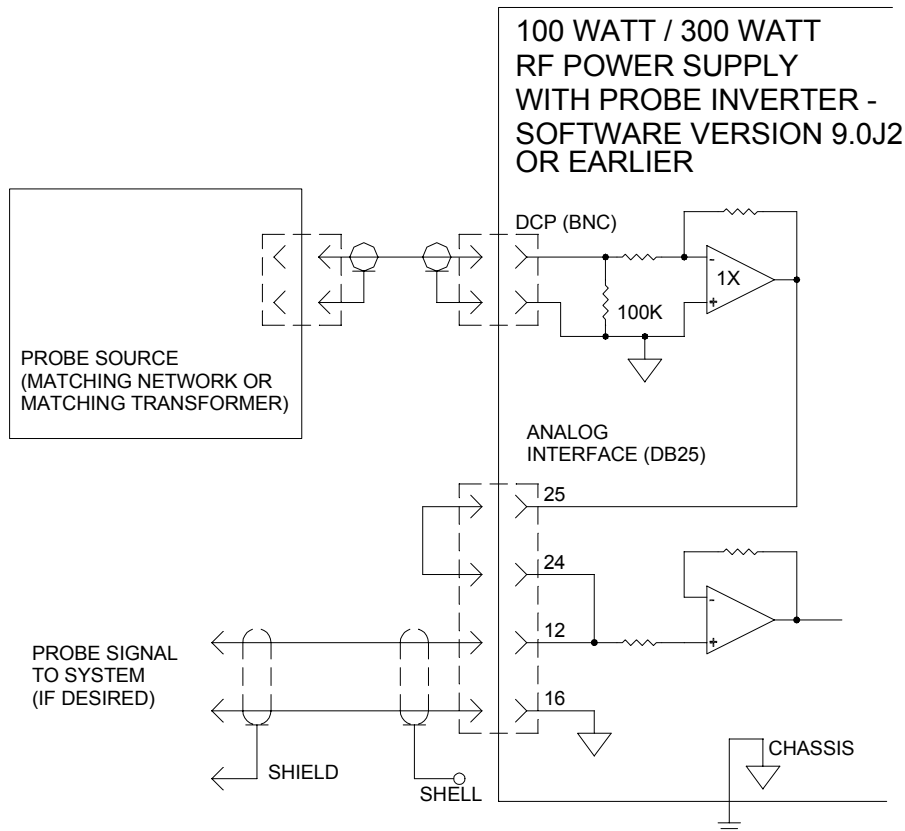 100 WATT / 300 WATT
RF POWER SUPPLY
WITH PROBE INVERTER -
SOFTWARE VERSION 9.0J2
OR EARLIER
DCP (BNC)
-
1X
+
100K
PROBE SOURCE
(MATCHING NETWORK OR
MATCHING TRANSFORMER)
ANALOG
INTERFACE (DB25)
25
24
-
12
+
PROBE SIGNAL
TO SYSTEM
(IF DESIRED)
16
CHASSIS
SHIELD
SHELL